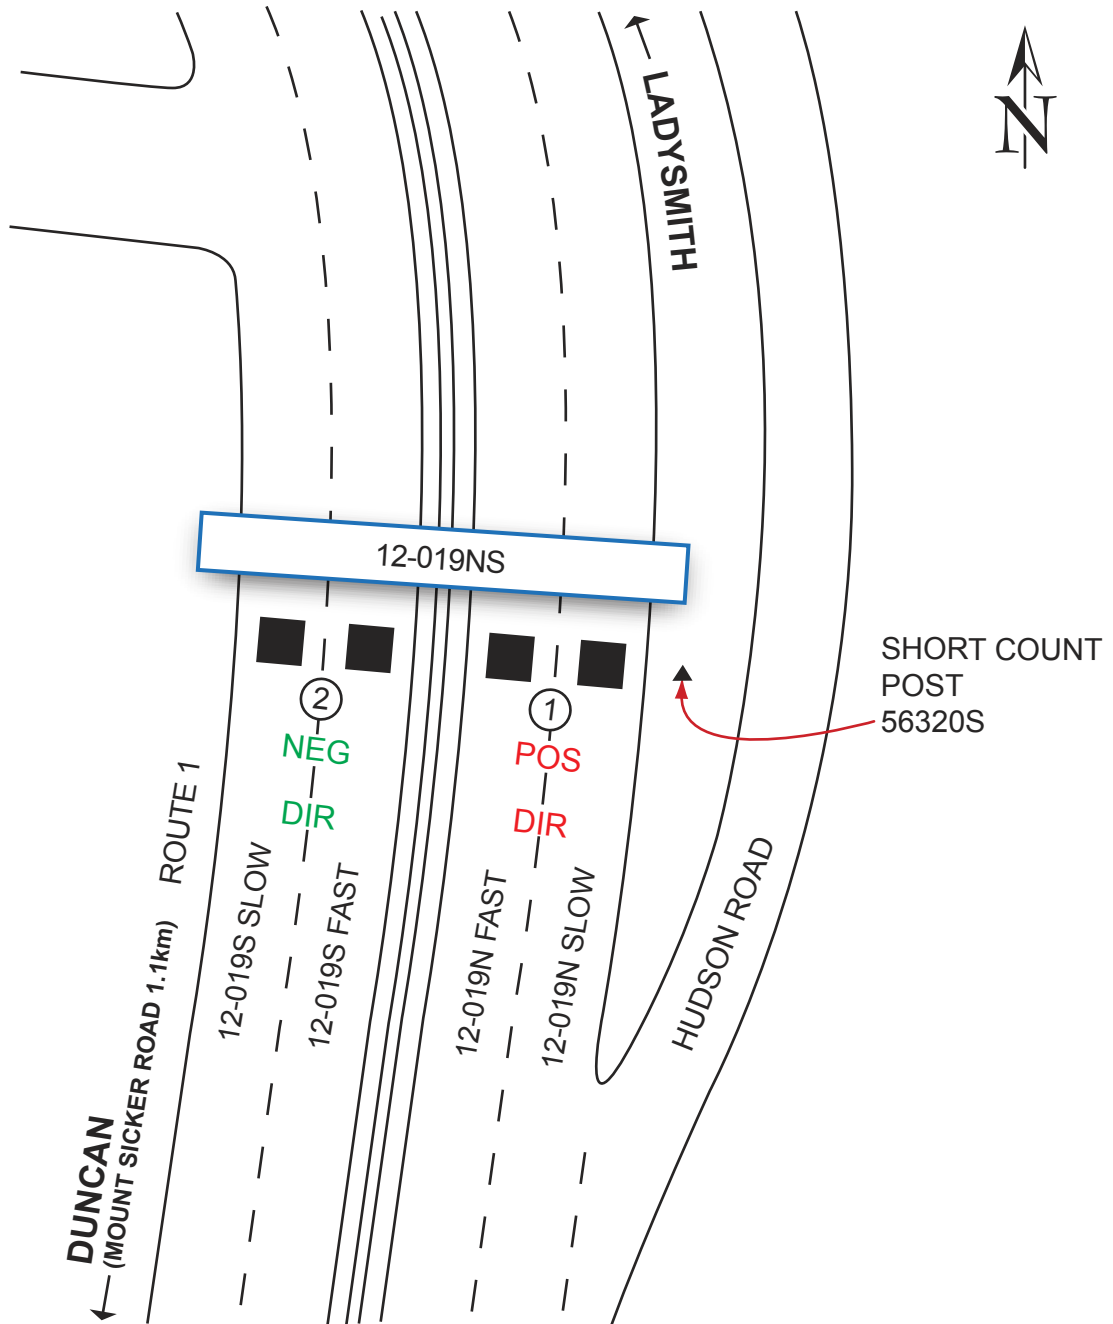 LADYSMITH
N
12-019NS
SHORT COUNT
POST
56320S
2
NEG
DIR
1
POS
DIR
ROUTE 1
12-019S SLOW
12-019S FAST
12-019N FAST
12-019N SLOW
HUDSON ROAD
DUNCAN
(MOUNT SICKER ROAD 1.1km)